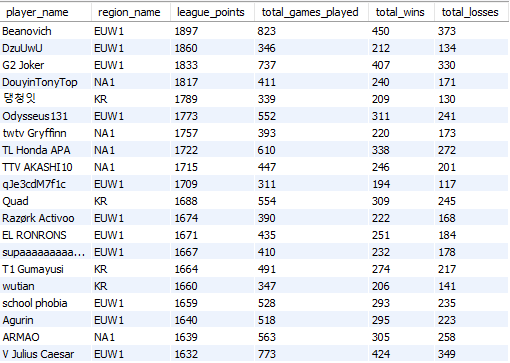 player_name region_name league_points total_games_played total_wins total_losses
Beanovich EUW1 1897 823 450 373
DzuUwU EUW1 1860 346 212 134
G2 Joker EUW1 1833 737 407 330
DouyinTonyTop NA1 1817 411 240 171
댕청잇 KR 1789 339 209 130
Odysseus131 EUW1 1773 552 311 241
twtv Gryffinn NA1 1757 393 220 173
TL Honda APA NA1 1722 610 338 272
TTV AKASHI10 NA1 1715 447 246 201
qJe3cdM7f1c EUW1 1709 311 194 117
Quad KR 1688 554 309 245
Razørk Activoo EUW1 1674 390 222 168
EL RONRONS EUW1 1671 435 251 184
supaaaaaaaaa... EUW1 1667 410 232 178
T1 Gumayusi KR 1664 491 274 217
wutian KR 1660 347 206 141
school phobia EUW1 1659 528 293 235
Agurin EUW1 1640 518 295 223
ARMAO NA1 1639 563 305 258
V Julius Caesar EUW1 1632 773 424 349